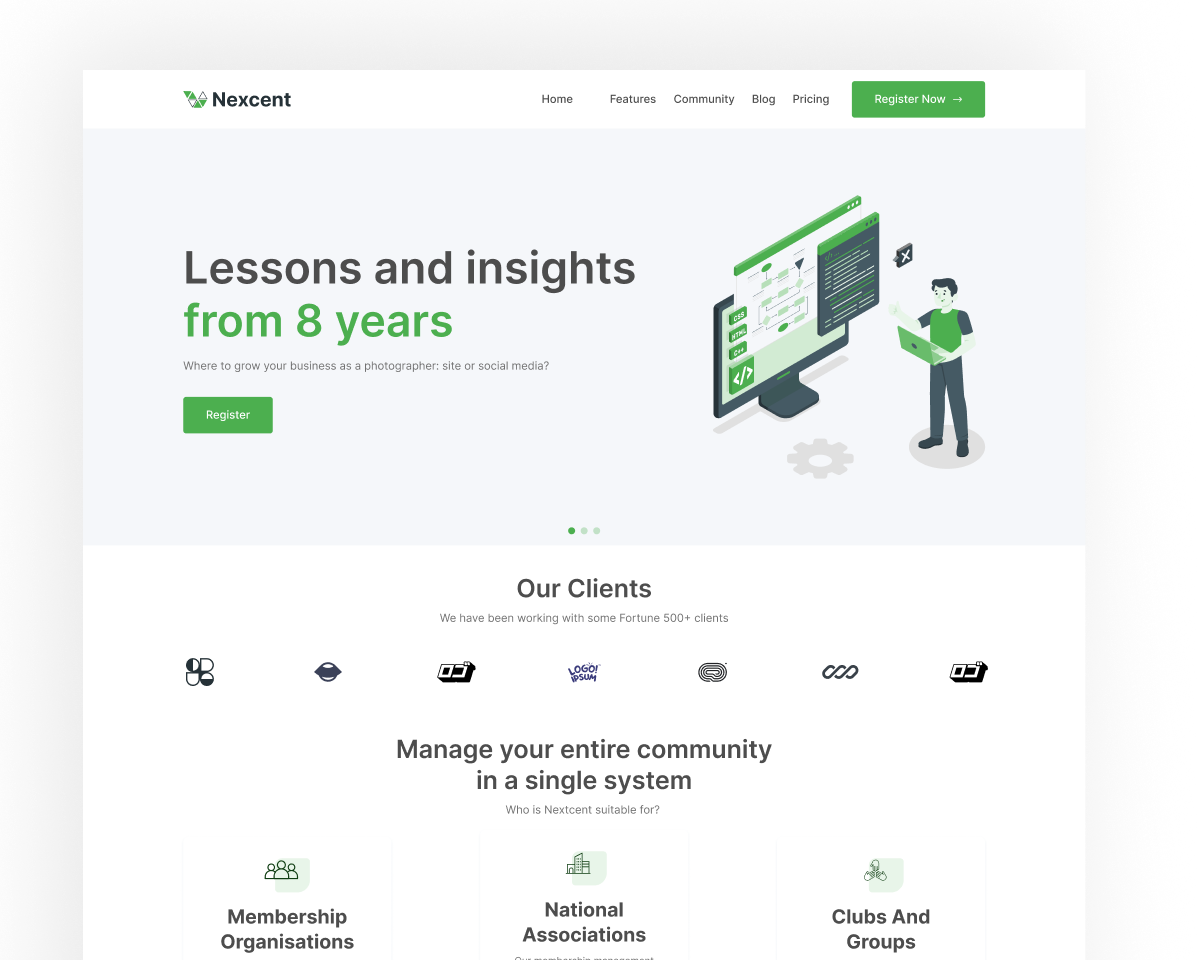 Nexcent
Home Features Community Blog Pricing Register Now →
Lessons and insights
from 8 years
Where to grow your business as a photographer: site or social media?
Register
CSS
HTML
C++
</>
Our Clients
We have been working with some Fortune 500+ clients
LOGO!
IPSUM
Manage your entire community
in a single system
Who is Nextcent suitable for?
Membership
Organisations
National
Associations
Our membership management
Clubs And
Groups